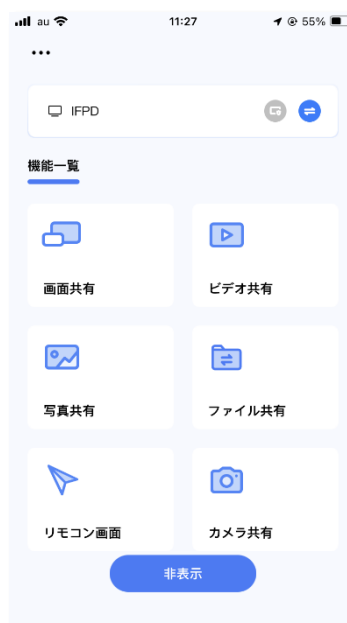 au 11:27 55%
IFPD
機能一覧
画面共有 ビデオ共有
写真共有 ファイル共有
リモコン画面 カメラ共有
非表示